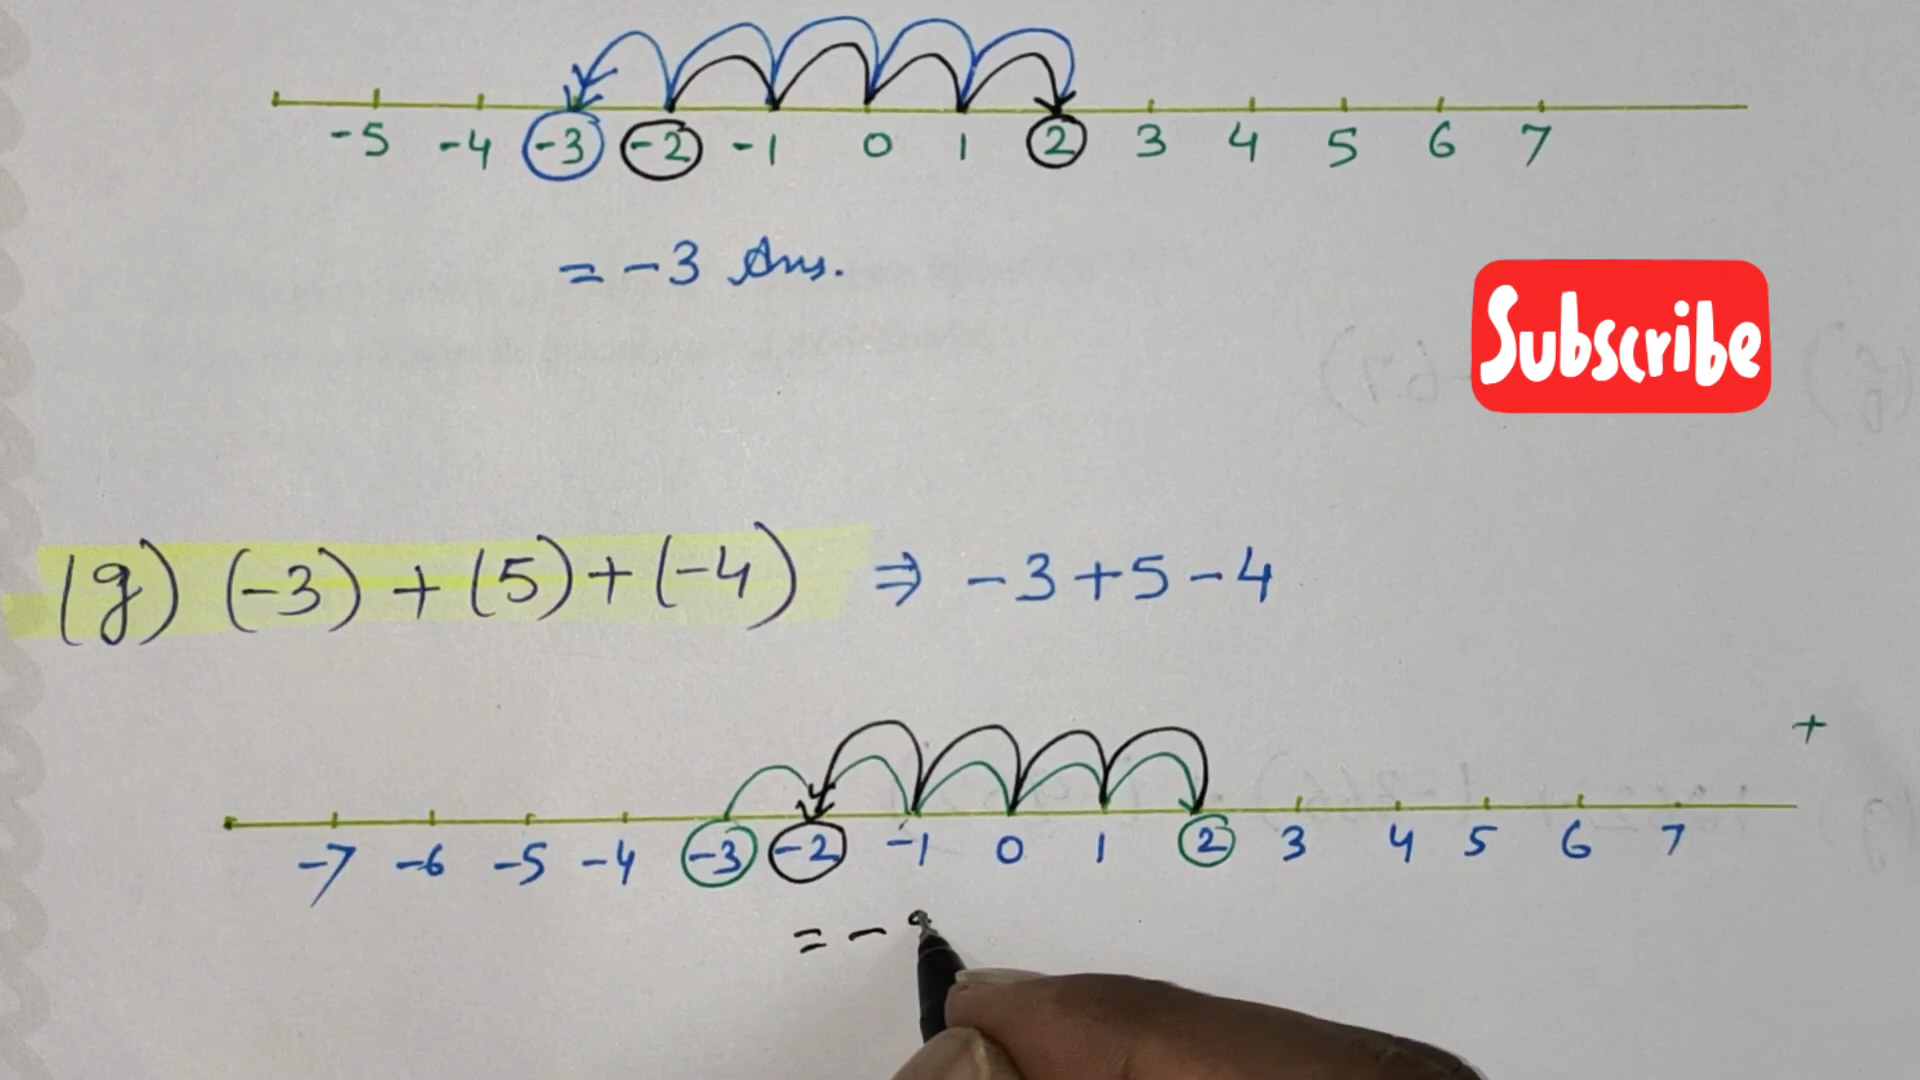 -5 -4 -3 -2 -1 0 1 2 3 4 5 6 7
= -3 Ans.
Subscribe
(g) (-3) + (5) + (-4) ⇒ -3+5-4
+
-7 -6 -5 -4 -3 -2 -1 0 1 2 3 4 5 6 7
= -